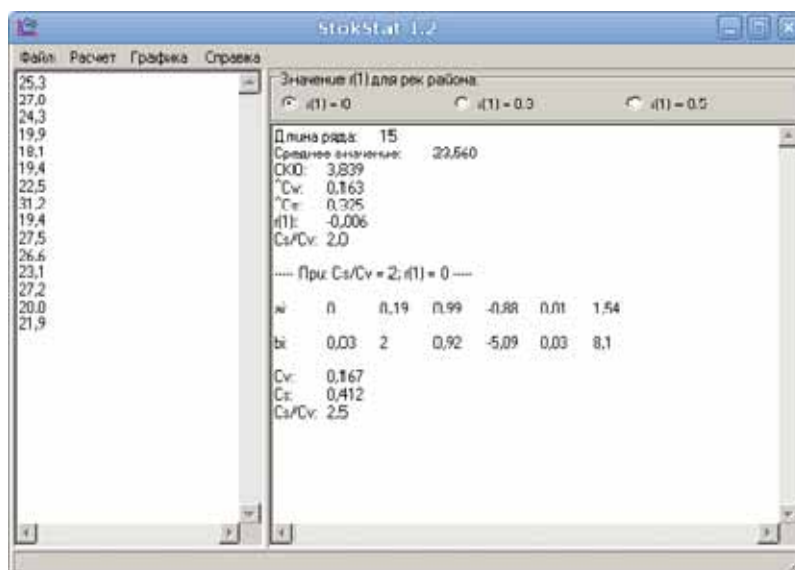 StokStat 1.2
Файл Расчет Графика Справка
25,3
27,0
24,3
19,9
18,1
19,4
22,5
31,2
19,4
27,5
26,6
23,1
27,2
20,0
21,9
Значение r(1) для рек района:
r(1) = 0 r(1) = 0.3 r(1) = 0.5
Длина ряда: 15
Среднее значение: 23,560
СКО: 3,839
^Cv: 0,163
^Cs: 0,325
r(1): -0,006
Cs/Cv: 2,0
---- При: Cs/Cv = 2; r(1) = 0 ----
ai: 0 0,19 0,99 -0,88 0,01 1,54
bi: 0,03 2 0,92 -5,09 0,03 8,1
Cv: 0,167
Cs: 0,412
Cs/Cv: 2,5